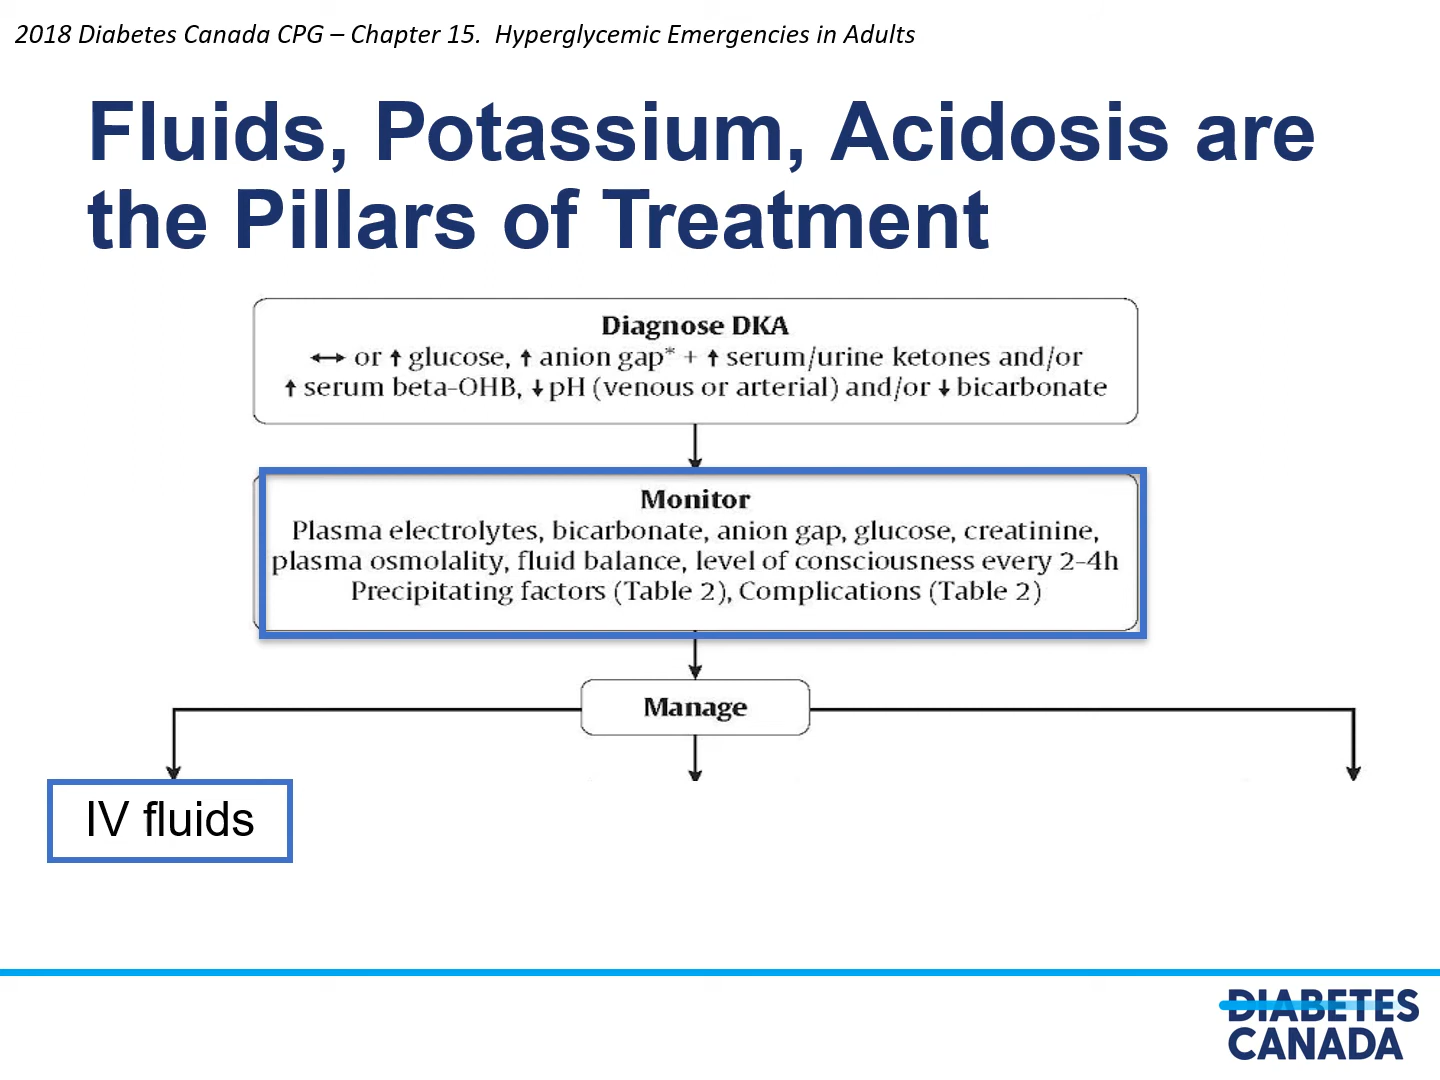 2018 Diabetes Canada CPG – Chapter 15. Hyperglycemic Emergencies in Adults
Fluids, Potassium, Acidosis are
the Pillars of Treatment
Diagnose DKA
↔ or ↑ glucose, ↑ anion gap* + ↑ serum/urine ketones and/or
↑ serum beta-OHB, ↓ pH (venous or arterial) and/or ↓ bicarbonate
Monitor
Plasma electrolytes, bicarbonate, anion gap, glucose, creatinine,
plasma osmolality, fluid balance, level of consciousness every 2-4h
Precipitating factors (Table 2), Complications (Table 2)
Manage
IV fluids
DIABETES
CANADA